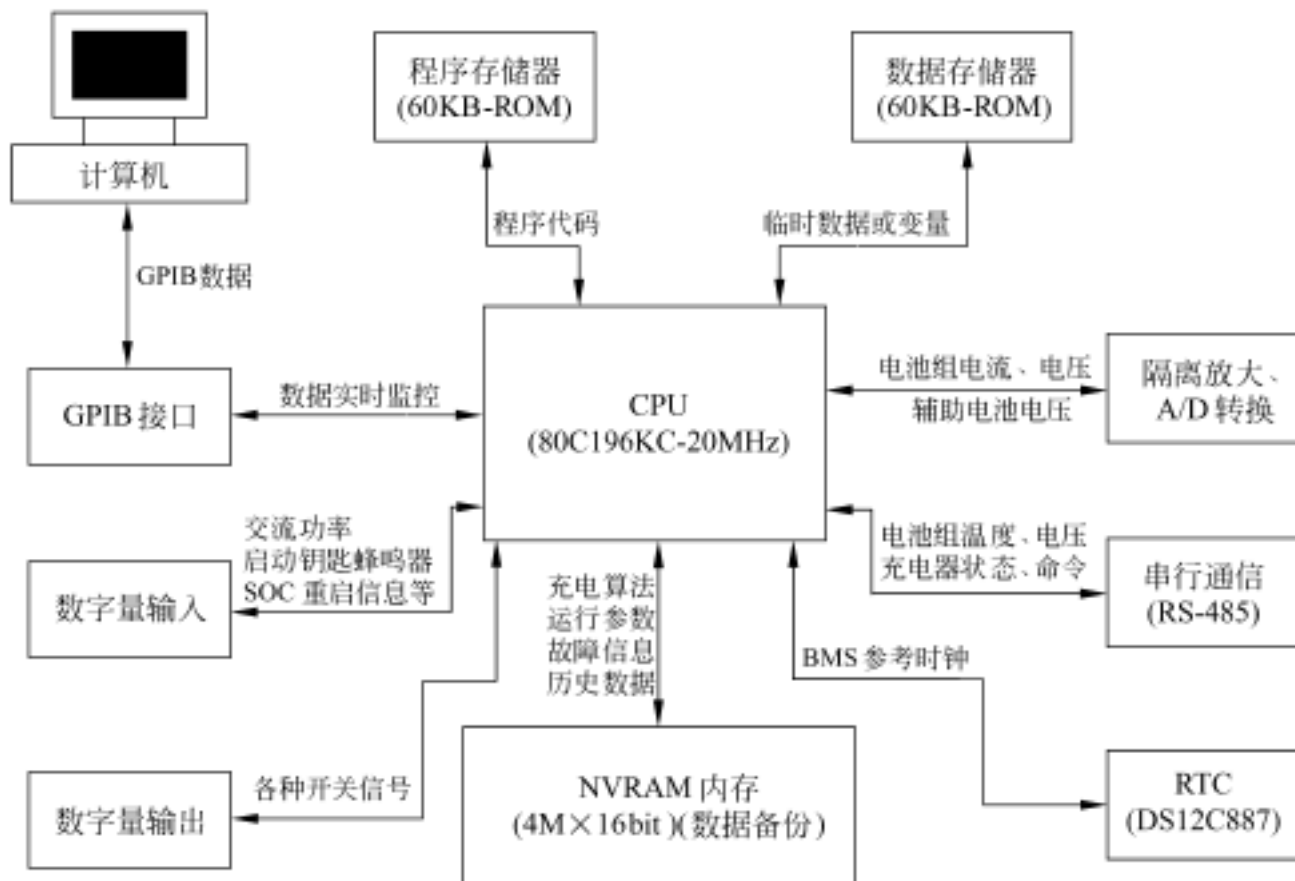 程序存储器
(60KB-ROM)
数据存储器
(60KB-ROM)
计算机
程序代码
临时数据或变量
GPIB数据
GPIB 接口
数据实时监控
CPU
(80C196KC-20MHz)
电池组电流、电压
辅助电池电压
隔离放大、
A/D 转换
交流功率
启动钥匙蜂鸣器
SOC 重启信息等
数字量输入
充电算法
运行参数
故障信息
历史数据
电池组温度、电压
充电器状态、命令
串行通信
(RS-485)
BMS 参考时钟
各种开关信号
数字量输出
NVRAM 内存
(4M×16bit)(数据备份)
RTC
(DS12C887)